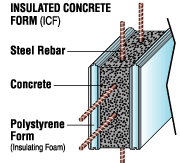 INSULATED CONCRETE
FORM (ICF)
Steel Rebar
Concrete
Polystyrene
Form
(Insulating Foam)